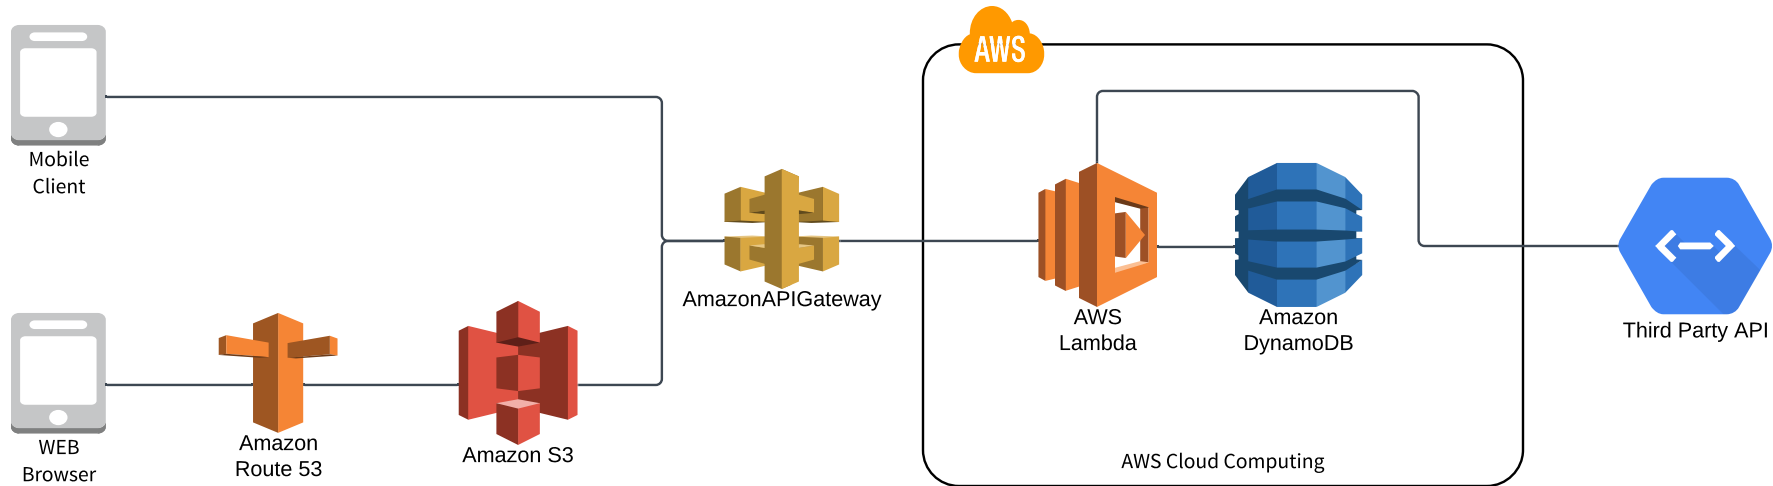 AWS
Mobile
Client
AmazonAPIGateway
AWS
Lambda
Amazon
DynamoDB
Third Party API
WEB
Browser
Amazon
Route 53
Amazon S3
AWS Cloud Computing